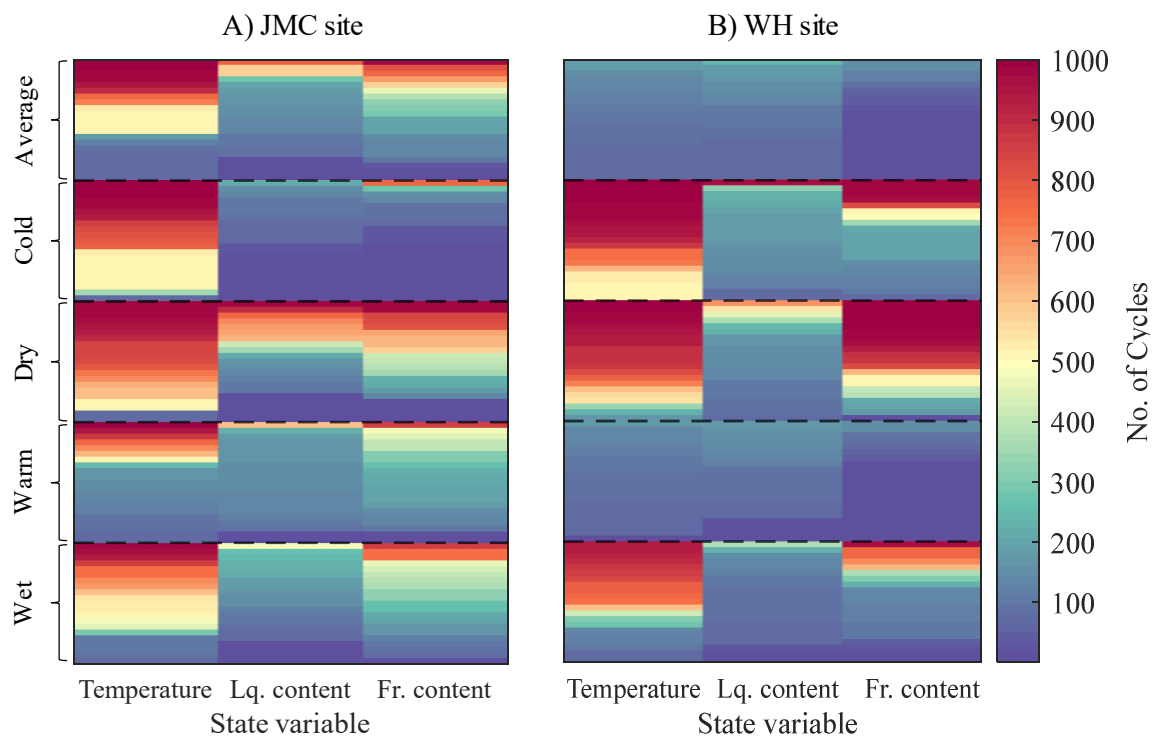 A) JMC site
B) WH site
Average
Cold
Dry
Warm
Wet
1000
900
800
700
600
500
400
300
200
100
No. of Cycles
Temperature Lq. content Fr. content
State variable
Temperature Lq. content Fr. content
State variable